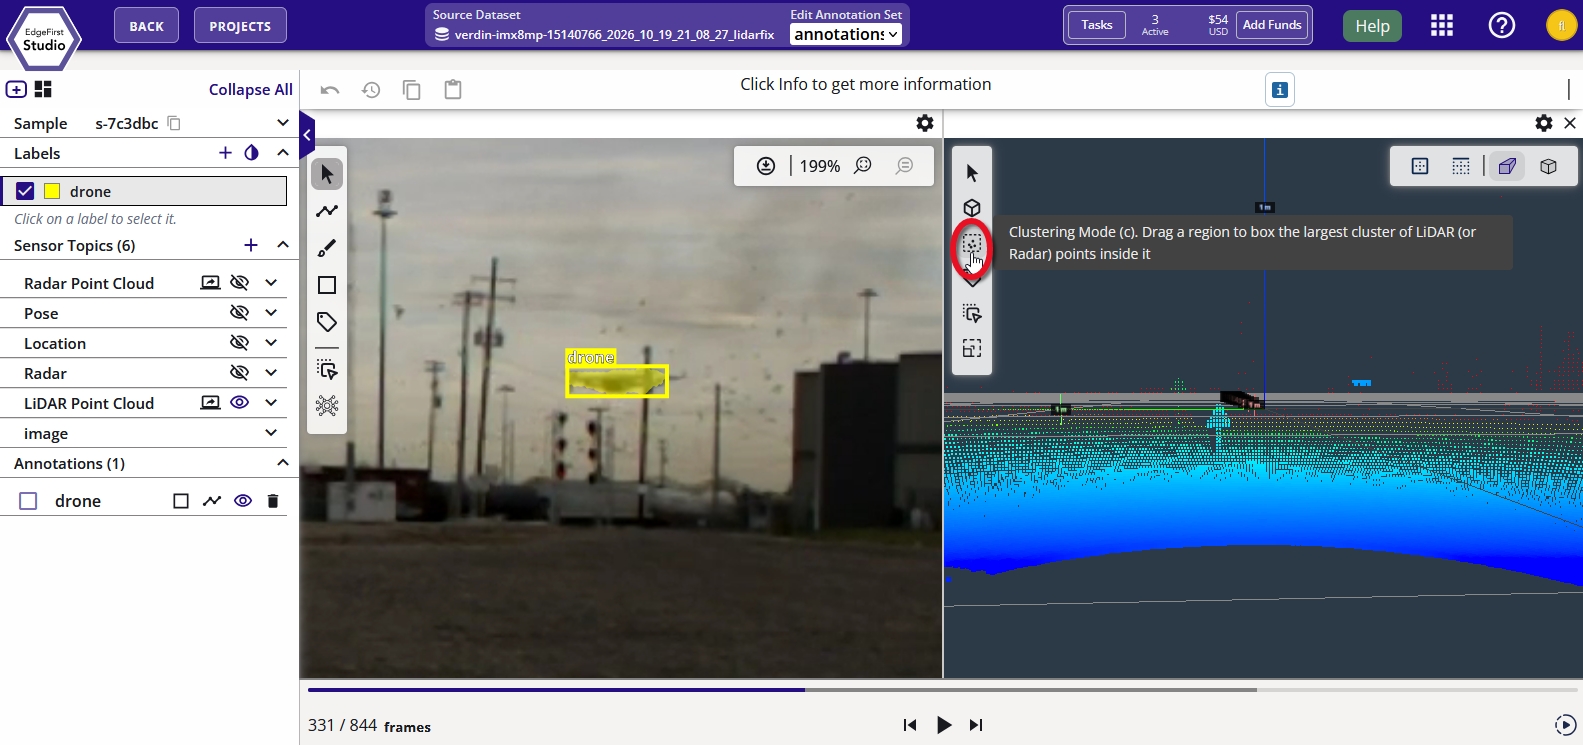 EdgeFirst
Studio
BACK
PROJECTS
Source Dataset
verdin-imx8mp-15140766_2026_10_19_21_08_27_lidarfix
Edit Annotation Set
annotations
Tasks
3
Active
$54
USD
Add Funds
Help
fl
Collapse All
Click Info to get more information
i
Sample s-7c3dbc
Labels
drone
Click on a label to select it.
Sensor Topics (6)
Radar Point Cloud
Pose
Location
Radar
LiDAR Point Cloud
image
Annotations (1)
drone
199%
drone
Clustering Mode (c). Drag a region to box the largest cluster of LiDAR (or
Radar) points inside it
331 / 844 frames